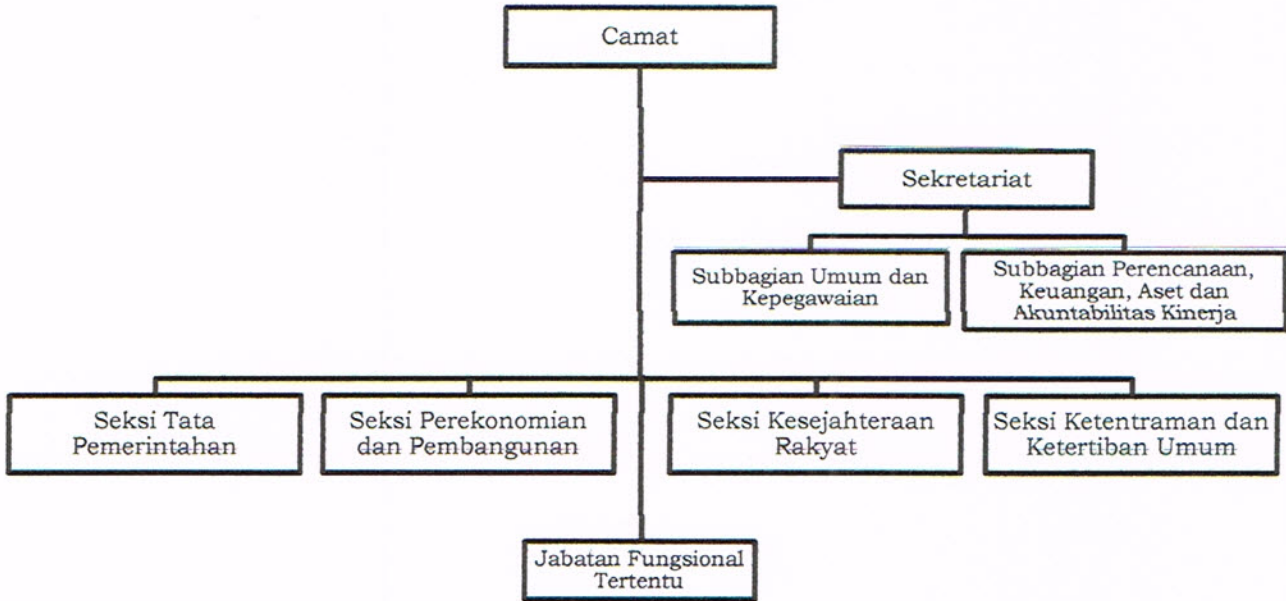 Camat
Sekretariat
Subbagian Umum dan
Kepegawaian
Subbagian Perencanaan,
Keuangan, Aset dan
Akuntabilitas Kinerja
Seksi Tata
Pemerintahan
Seksi Perekonomian
dan Pembangunan
Seksi Kesejahteraan
Rakyat
Seksi Ketentraman dan
Ketertiban Umum
Jabatan Fungsional
Tertentu